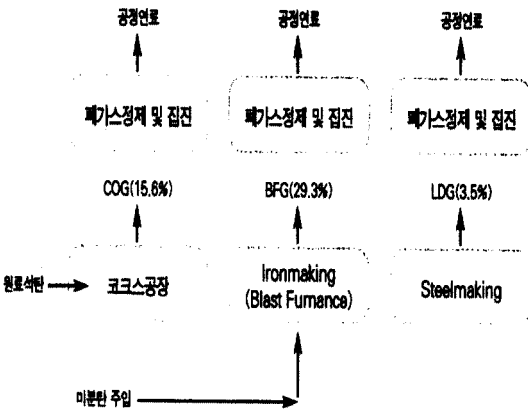 공정연료 공정연료 공정연료
폐가스정제 및 집진 폐가스정제 및 집진 폐가스정제 및 집진
COG(15.6%) BFG(29.3%) LDG(3.5%)
원료석탄 코크스공장 Ironmaking
(Blast Furnance) Steelmaking
미분탄 주입